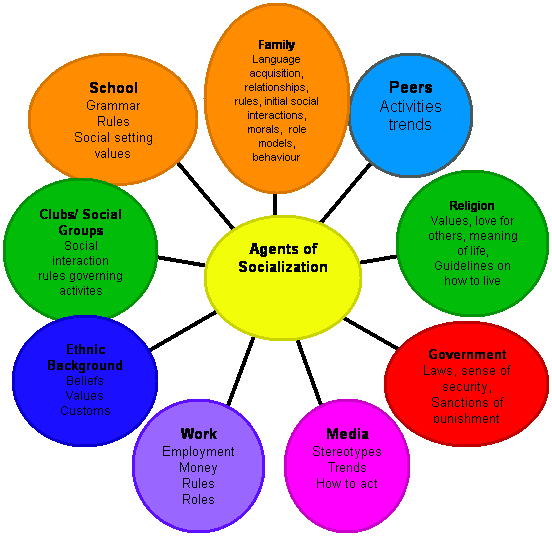 Family
Language
acquisition,
relationships,
rules, initial social
interactions,
morals, role
models,
behaviour
Peers
Activities
trends
Religion
Values, love for
others, meaning
of life,
Guidelines on
how to live
Government
Laws, sense of
security,
Sanctions of
punishment
Media
Stereotypes
Trends
How to act
Work
Employment
Money
Rules
Roles
Ethnic
Background
Beliefs
Values
Customs
Clubs/ Social
Groups
Social
interaction
rules governing
activites
School
Grammar
Rules
Social setting
values
Agents of
Socialization